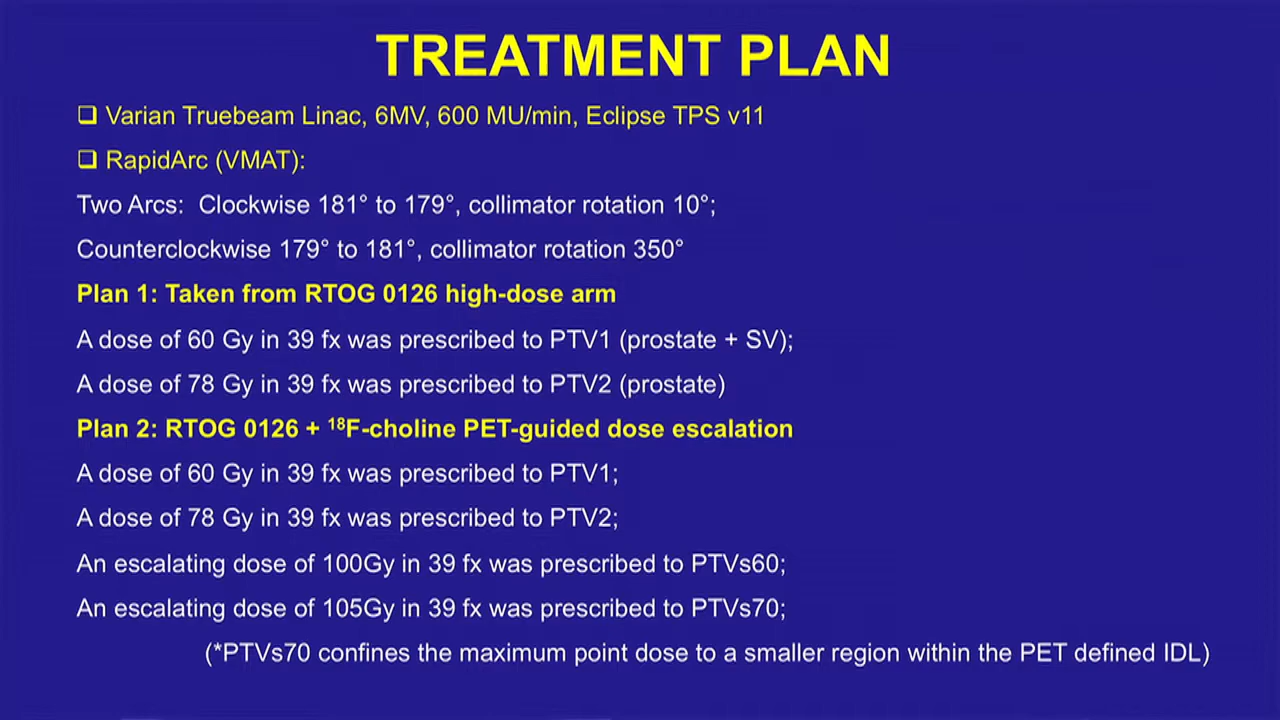 TREATMENT PLAN
❑ Varian Truebeam Linac, 6MV, 600 MU/min, Eclipse TPS v11
❑ RapidArc (VMAT):
Two Arcs: Clockwise 181° to 179°, collimator rotation 10°;
Counterclockwise 179° to 181°, collimator rotation 350°
Plan 1: Taken from RTOG 0126 high-dose arm
A dose of 60 Gy in 39 fx was prescribed to PTV1 (prostate + SV);
A dose of 78 Gy in 39 fx was prescribed to PTV2 (prostate)
Plan 2: RTOG 0126 + ¹⁸F-choline PET-guided dose escalation
A dose of 60 Gy in 39 fx was prescribed to PTV1;
A dose of 78 Gy in 39 fx was prescribed to PTV2;
An escalating dose of 100Gy in 39 fx was prescribed to PTVs60;
An escalating dose of 105Gy in 39 fx was prescribed to PTVs70;
(*PTVs70 confines the maximum point dose to a smaller region within the PET defined IDL)